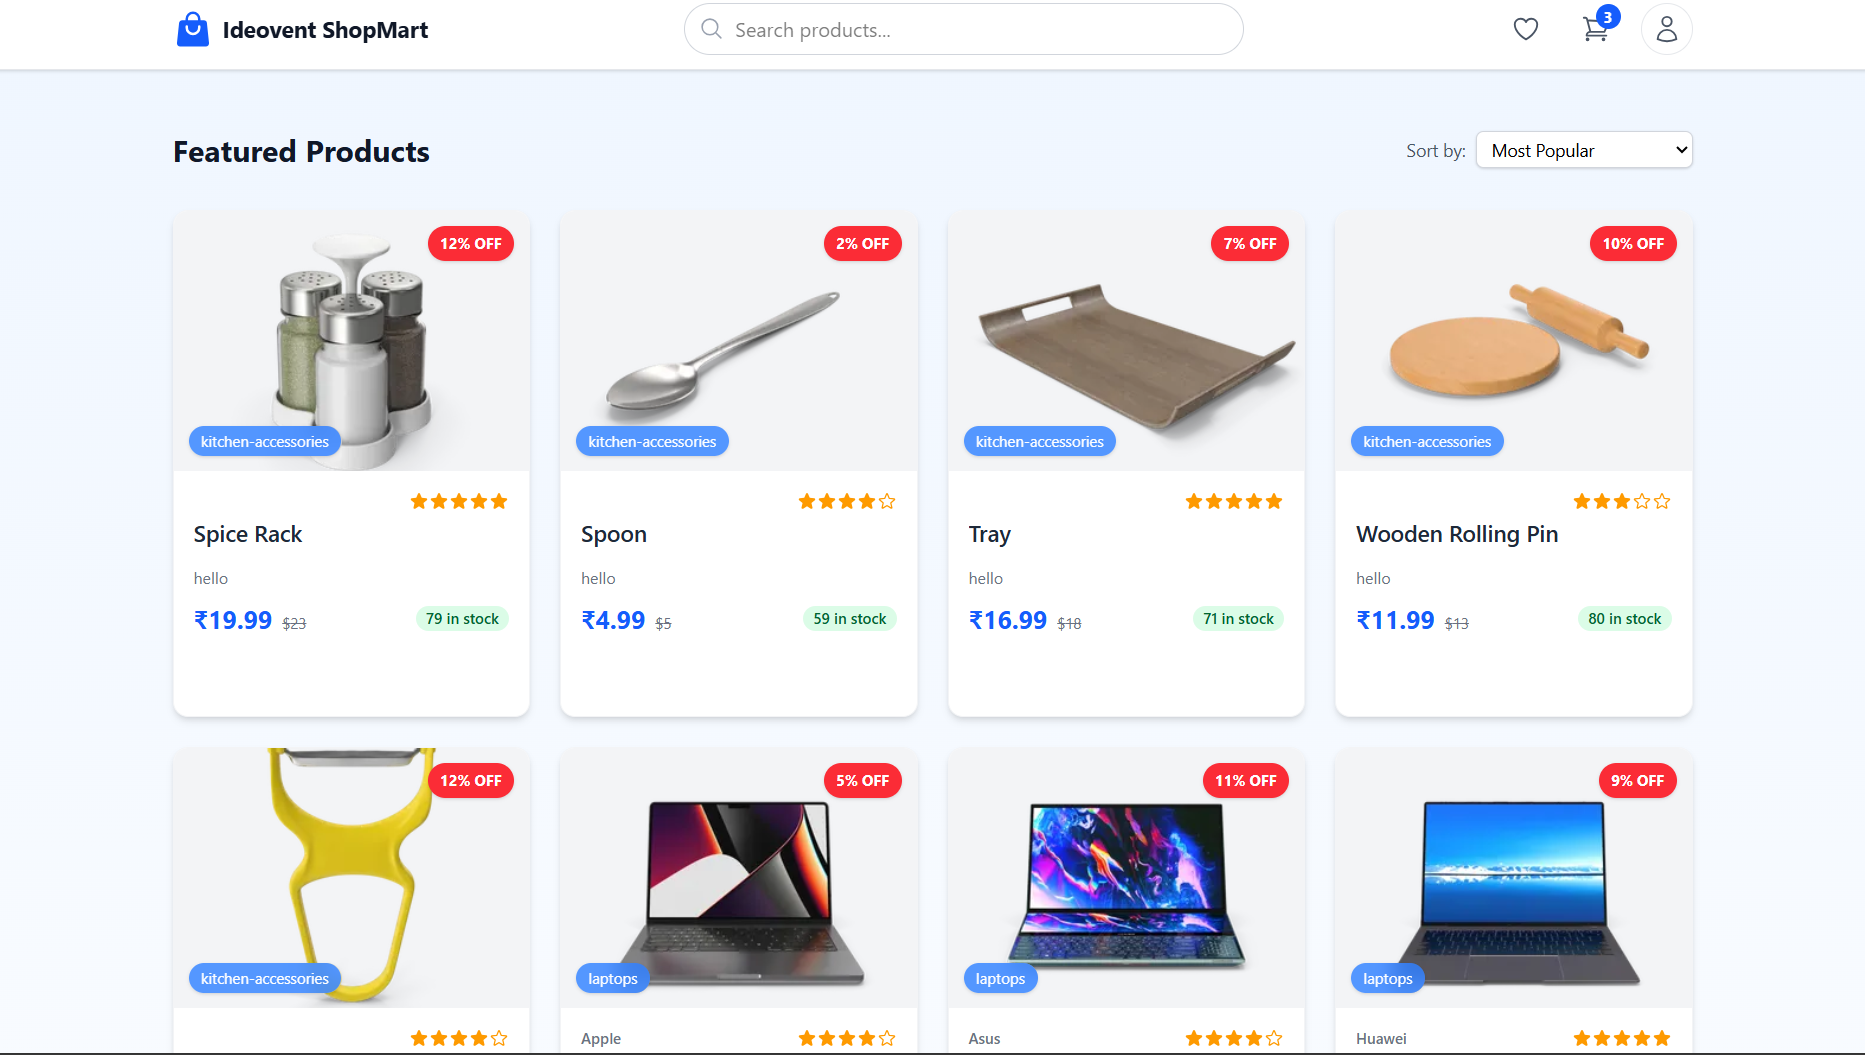 Ideovent ShopMart
Search products...
3
Featured Products
Sort by:
Most Popular
12% OFF
kitchen-accessories
Spice Rack
hello
₹19.99 $23
79 in stock
2% OFF
kitchen-accessories
Spoon
hello
₹4.99 $5
59 in stock
7% OFF
kitchen-accessories
Tray
hello
₹16.99 $18
71 in stock
10% OFF
kitchen-accessories
Wooden Rolling Pin
hello
₹11.99 $13
80 in stock
12% OFF
kitchen-accessories
5% OFF
laptops
Apple
11% OFF
laptops
Asus
9% OFF
laptops
Huawei